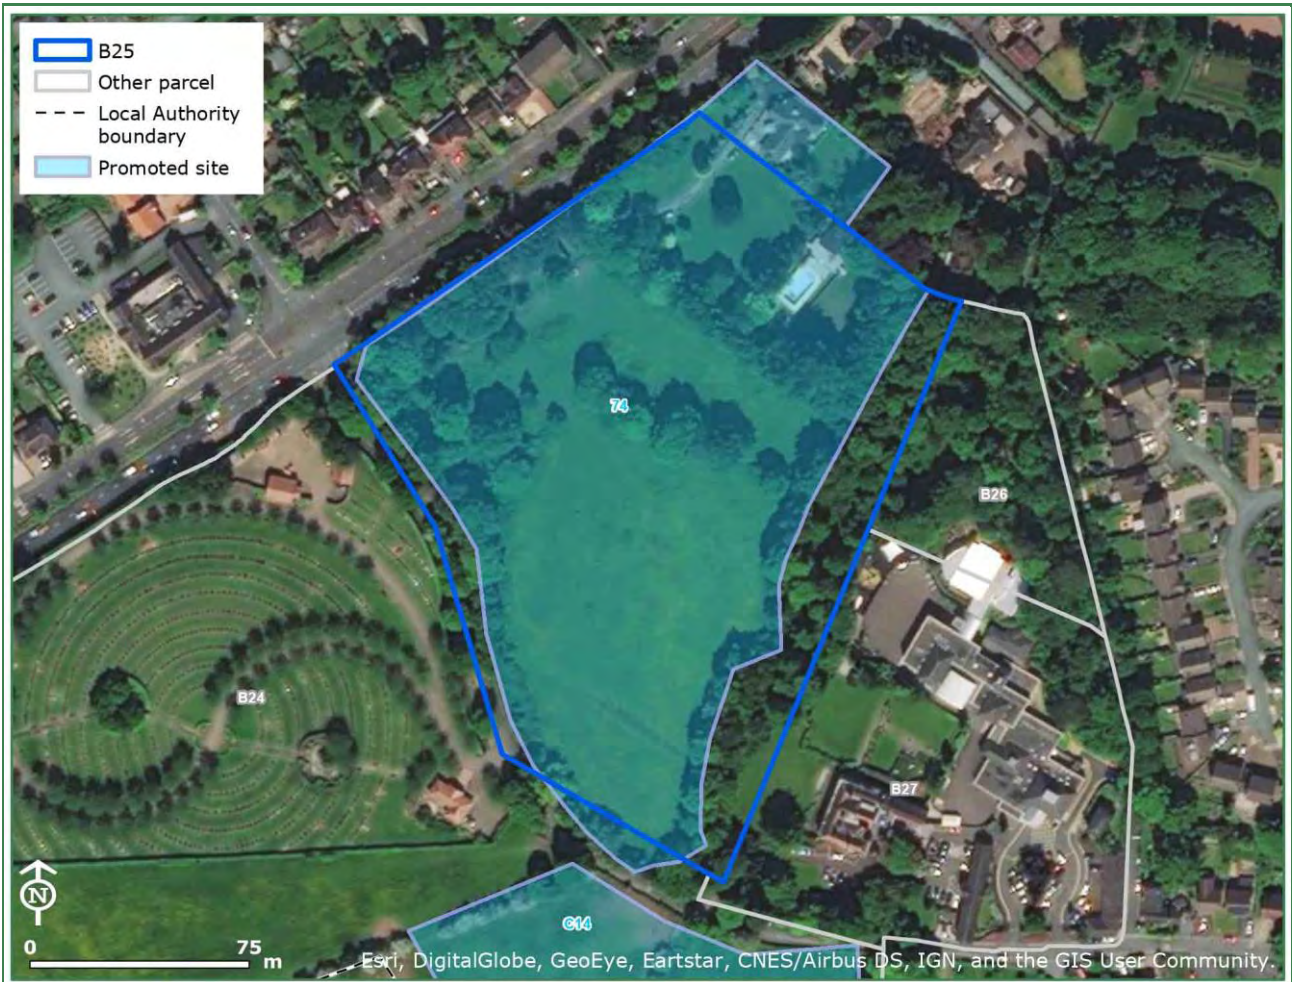 B25
Other parcel
Local Authority
boundary
Promoted site
74
B26
B24
B27
C14
N
0 75 m
Esri, DigitalGlobe, GeoEye, Eartstar, CNES/Airbus DS, IGN, and the GIS User Community.